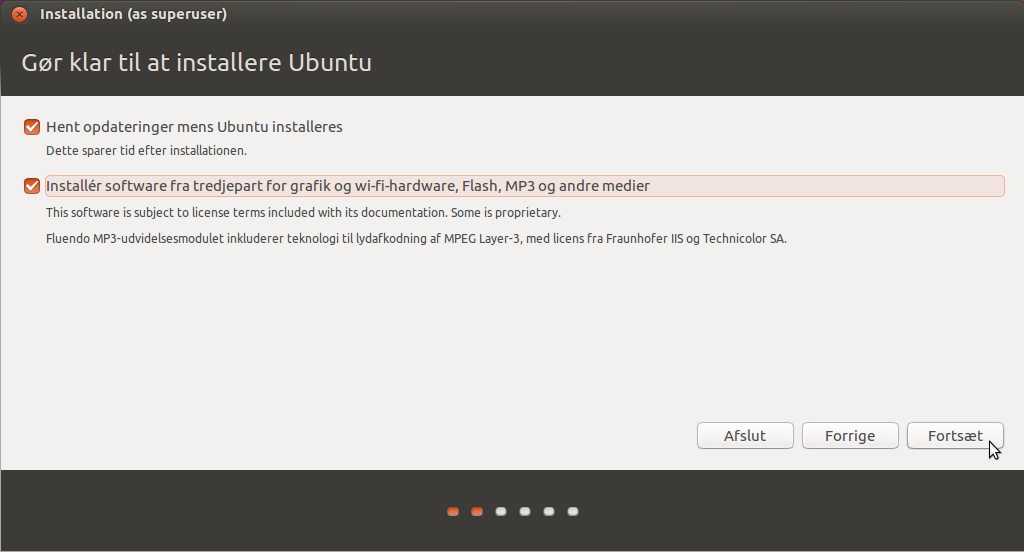 Installation (as superuser)
Gør klar til at installere Ubuntu
Hent opdateringer mens Ubuntu installeres
Dette sparer tid efter installationen.
Installér software fra tredjepart for grafik og wi-fi-hardware, Flash, MP3 og andre medier
This software is subject to license terms included with its documentation. Some is proprietary.
Fluendo MP3-udvidelsesmodulet inkluderer teknologi til lydafkodning af MPEG Layer-3, med licens fra Fraunhofer IIS og Technicolor SA.
Afslut Forrige Fortsæt